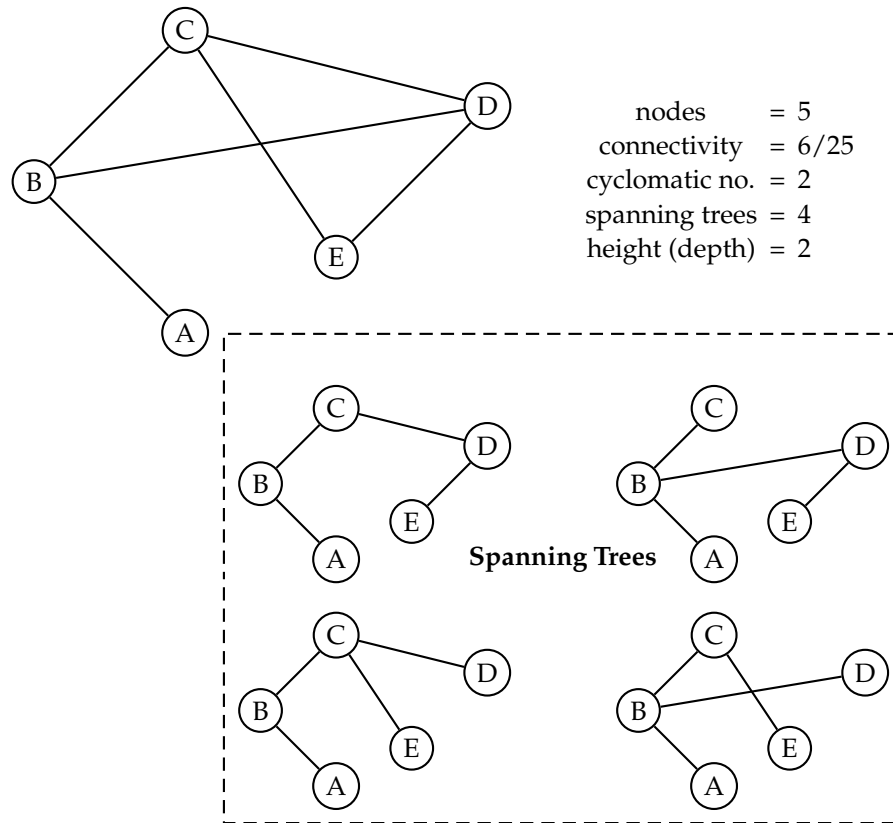 C
D
B
E
A
nodes = 5
connectivity = 6/25
cyclomatic no. = 2
spanning trees = 4
height (depth) = 2
C
D
B
E
A
C
D
B
E
A
Spanning Trees
C
D
B
E
A
C
D
B
E
A